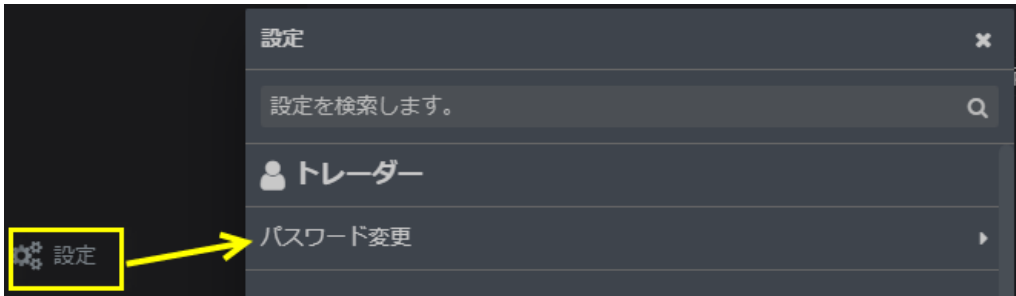 設定
設定を検索します。
トレーダー
パスワード変更
設定